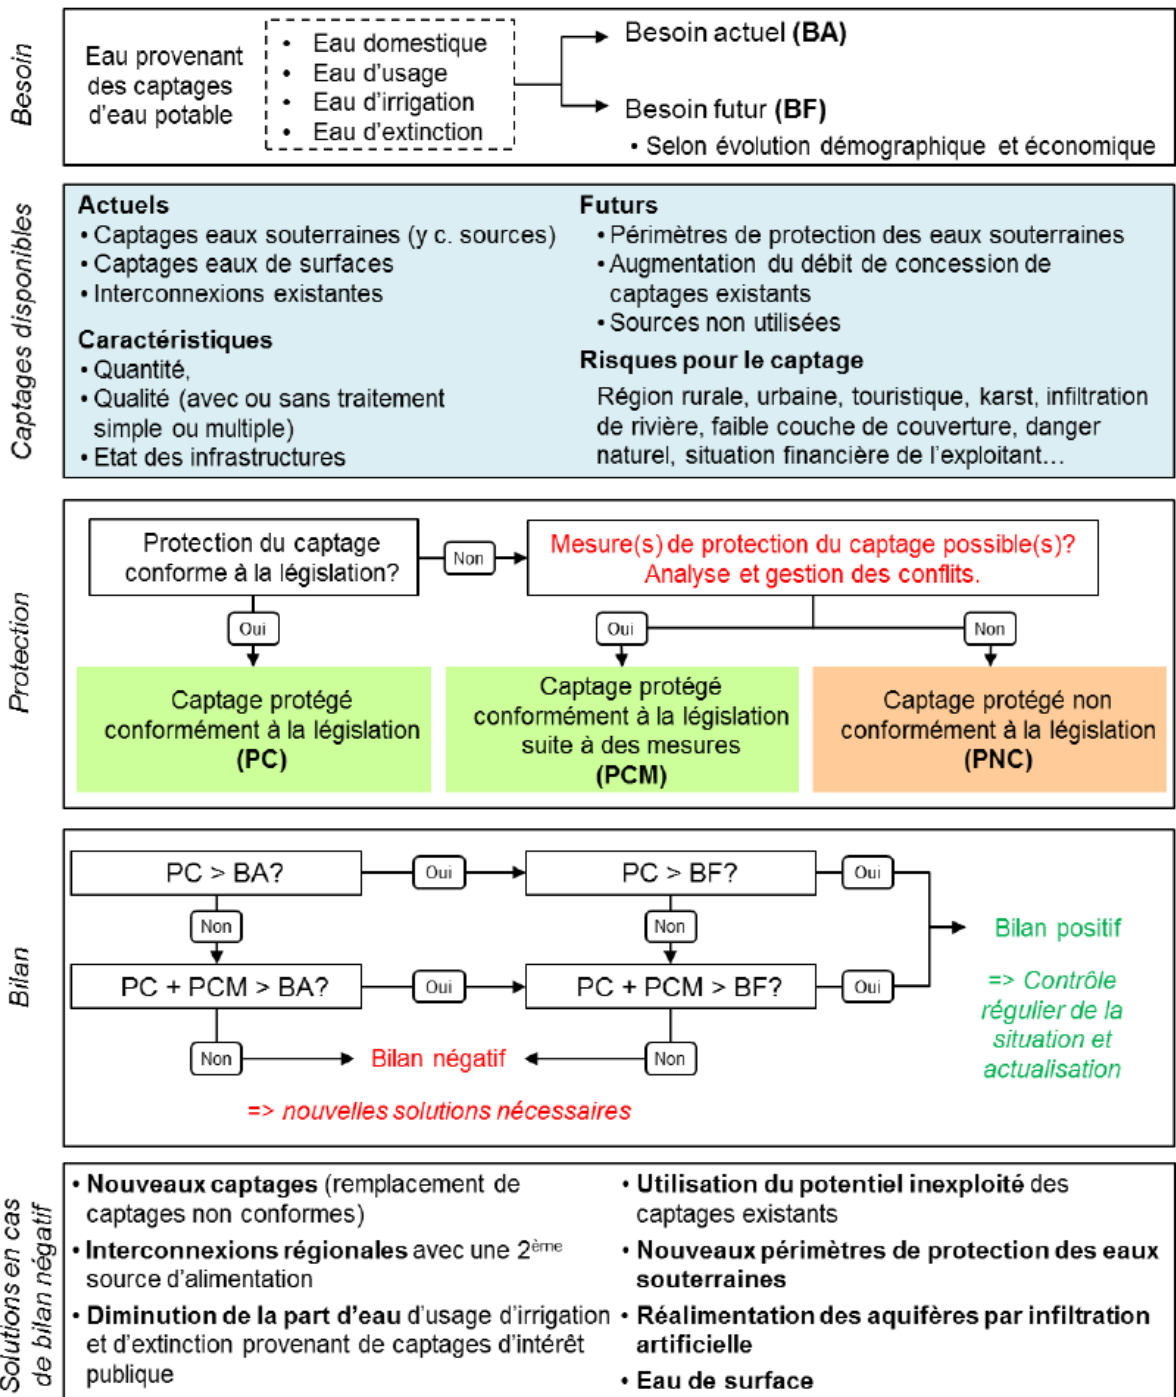 Besoin
Eau provenant
des captages
d'eau potable
• Eau domestique
• Eau d'usage
• Eau d'irrigation
• Eau d'extinction
Besoin actuel (BA)
Besoin futur (BF)
• Selon évolution démographique et économique
Captages disponibles
Actuels
• Captages eaux souterraines (y c. sources)
• Captages eaux de surfaces
• Interconnexions existantes
Caractéristiques
• Quantité,
• Qualité (avec ou sans traitement
simple ou multiple)
• Etat des infrastructures
Futurs
• Périmètres de protection des eaux souterraines
• Augmentation du débit de concession de
captages existants
• Sources non utilisées
Risques pour le captage
Région rurale, urbaine, touristique, karst, infiltration
de rivière, faible couche de couverture, danger
naturel, situation financière de l'exploitant...
Protection
Protection du captage
conforme à la législation?
Non
Mesure(s) de protection du captage possible(s)?
Analyse et gestion des conflits.
Oui
Oui
Non
Captage protégé
conformément à la législation
(PC)
Captage protégé
conformément à la législation
suite à des mesures
(PCM)
Captage protégé non
conformément à la législation
(PNC)
Bilan
PC > BA?
Oui
PC > BF?
Oui
Non
Non
Bilan positif
PC + PCM > BA?
Oui
PC + PCM > BF?
Oui
=> Contrôle
régulier de la
situation et
actualisation
Non
Bilan négatif
Non
=> nouvelles solutions nécessaires
Solutions en cas
de bilan négatif
• Nouveaux captages (remplacement de
captages non conformes)
• Interconnexions régionales avec une 2ème
source d'alimentation
• Diminution de la part d'eau d'usage d'irrigation
et d'extinction provenant de captages d'intérêt
publique
• Utilisation du potentiel inexploité des
captages existants
• Nouveaux périmètres de protection des eaux
souterraines
• Réalimentation des aquifères par infiltration
artificielle
• Eau de surface